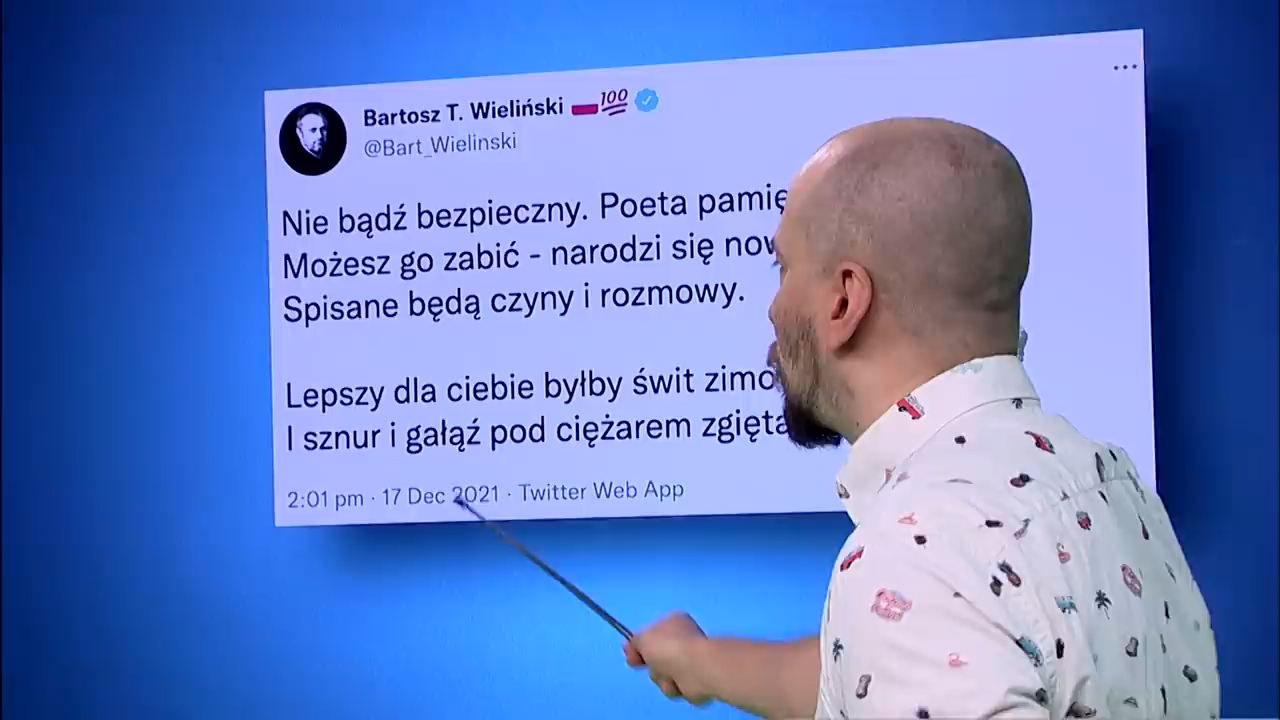 Bartosz T. Wieliński 🇵🇱💯
@Bart_Wielinski
Nie bądź bezpieczny. Poeta
Możesz go zabić - narodzi się
Spisane będą czyny i rozmowy.
Lepszy dla ciebie byłby świt
I sznur i gałąź pod ciężarem
2:01 pm · 17 Dec 2021 · Twitter Web App